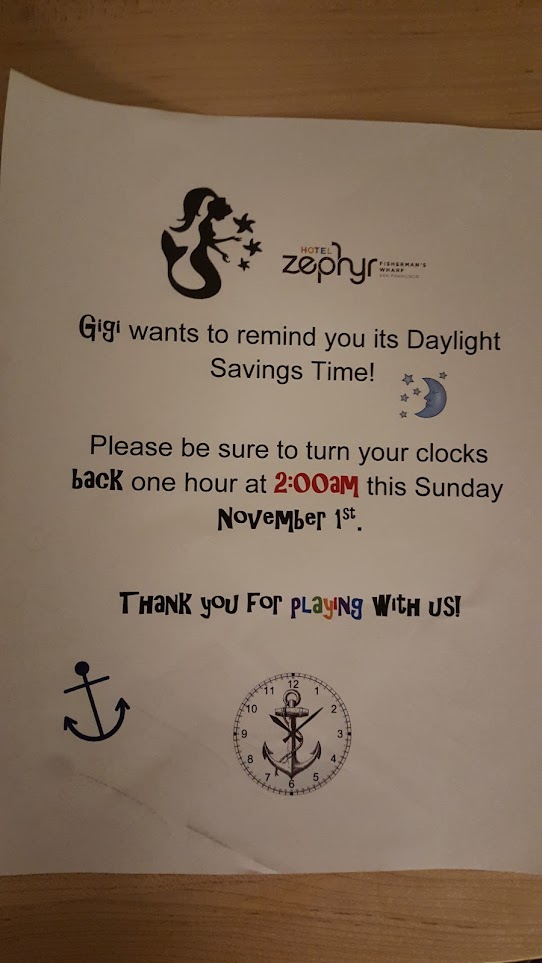 HOTEL
zephyr
FISHERMAN'S
WHARF
SAN FRANCISCO
Gigi wants to remind you its Daylight
Savings Time!
Please be sure to turn your clocks
back one hour at 2:00am this Sunday
November 1st.
Thank you for playing with us!
12
11 1
10 2
9 3
8 4
7 5
6